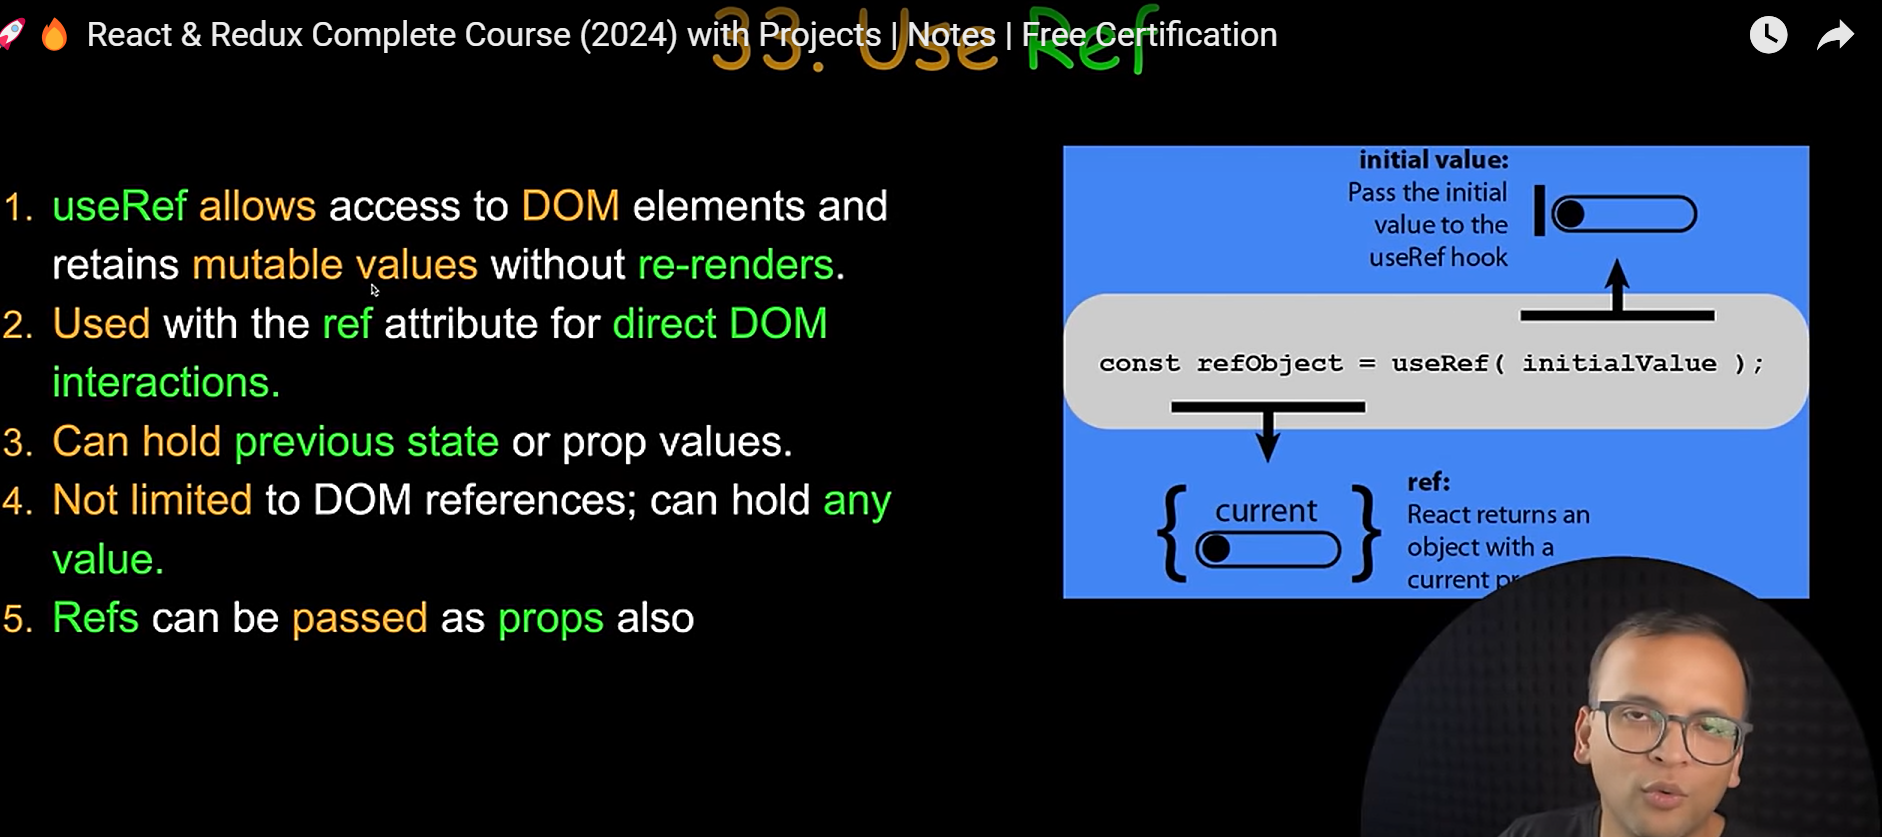 React & Redux Complete Course (2024) with Projects | Notes | Free Certification
33. Use Ref
1. useRef allows access to DOM elements and
retains mutable values without re-renders.
2. Used with the ref attribute for direct DOM
interactions.
3. Can hold previous state or prop values.
4. Not limited to DOM references; can hold any
value.
5. Refs can be passed as props also
initial value:
Pass the initial
value to the
useRef hook
const refObject = useRef( initialValue );
{ current }
ref:
React returns an
object with a
current